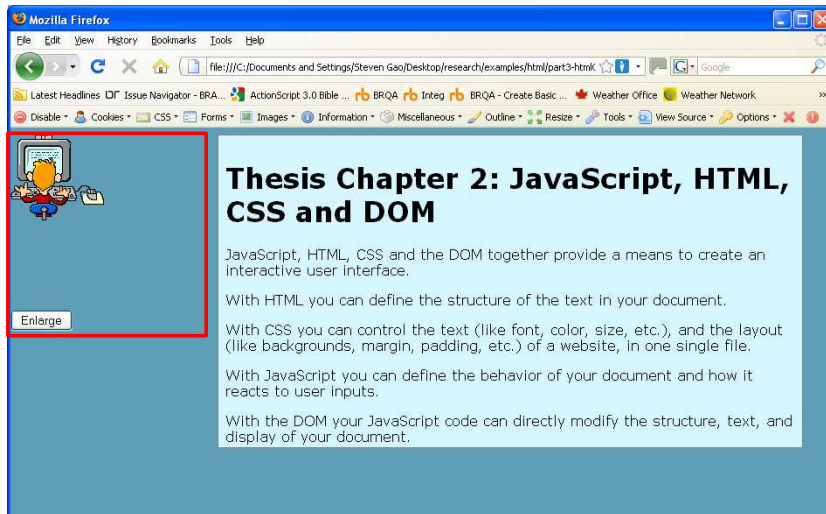 Mozilla Firefox
File Edit View History Bookmarks Tools Help
file:///C:/Documents and Settings/Steven Gao/Desktop/research/examples/html/part3-html G Google
Latest Headlines Issue Navigator - BRA... ActionScript 3.0 Bible ... rb BRQA rb Integ rb BRQA - Create Basic ... Weather Office Weather Network »
Disable Cookies CSS Forms Images Information Miscellaneous Outline Resize Tools View Source Options
Thesis Chapter 2: JavaScript, HTML,
CSS and DOM
JavaScript, HTML, CSS and the DOM together provide a means to create an
interactive user interface.
With HTML you can define the structure of the text in your document.
Enlarge
With CSS you can control the text (like font, color, size, etc.), and the layout
(like backgrounds, margin, padding, etc.) of a website, in one single file.
With JavaScript you can define the behavior of your document and how it
reacts to user inputs.
With the DOM your JavaScript code can directly modify the structure, text, and
display of your document.